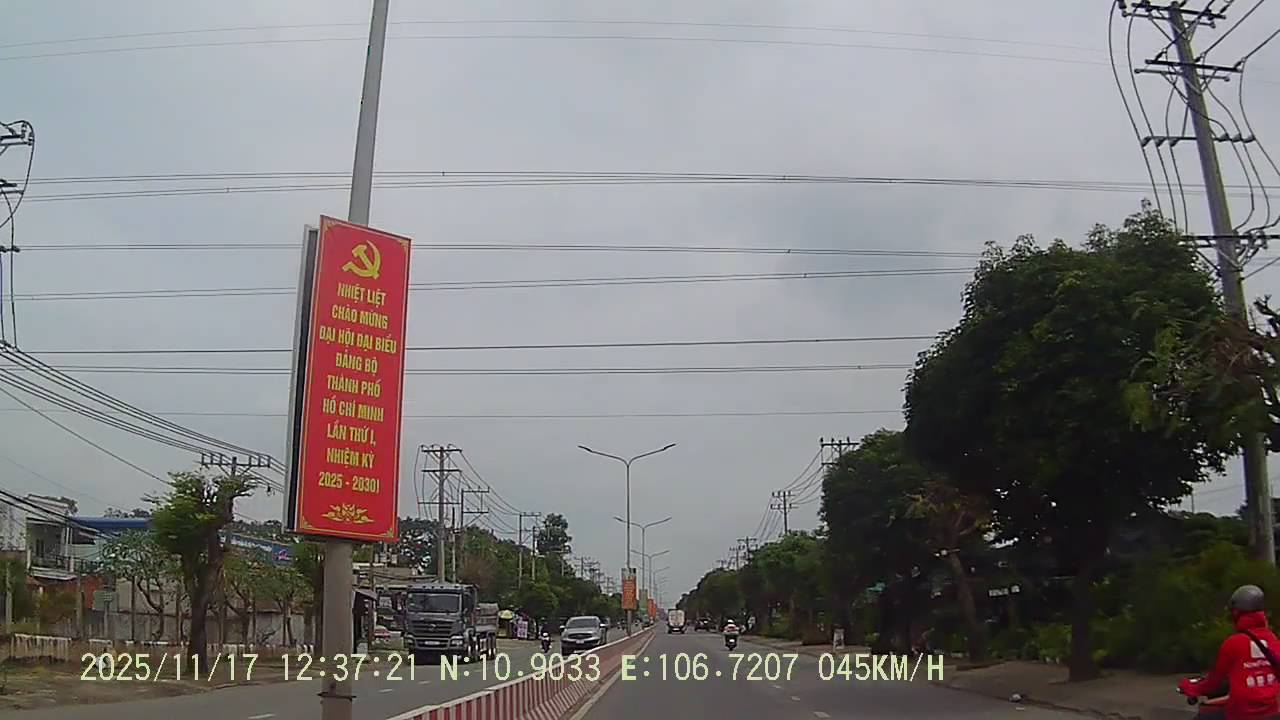 NHIỆT LIỆT
CHÀO MỪNG
ĐẠI HỘI ĐẠI BIỂU
ĐẢNG BỘ
THÀNH PHỐ
HỒ CHÍ MINH
LẦN THỨ I,
NHIỆM KỲ
2025 - 2030!
2025/11/17 12:37:21 N:10.9033 E:106.7207 045KM/H